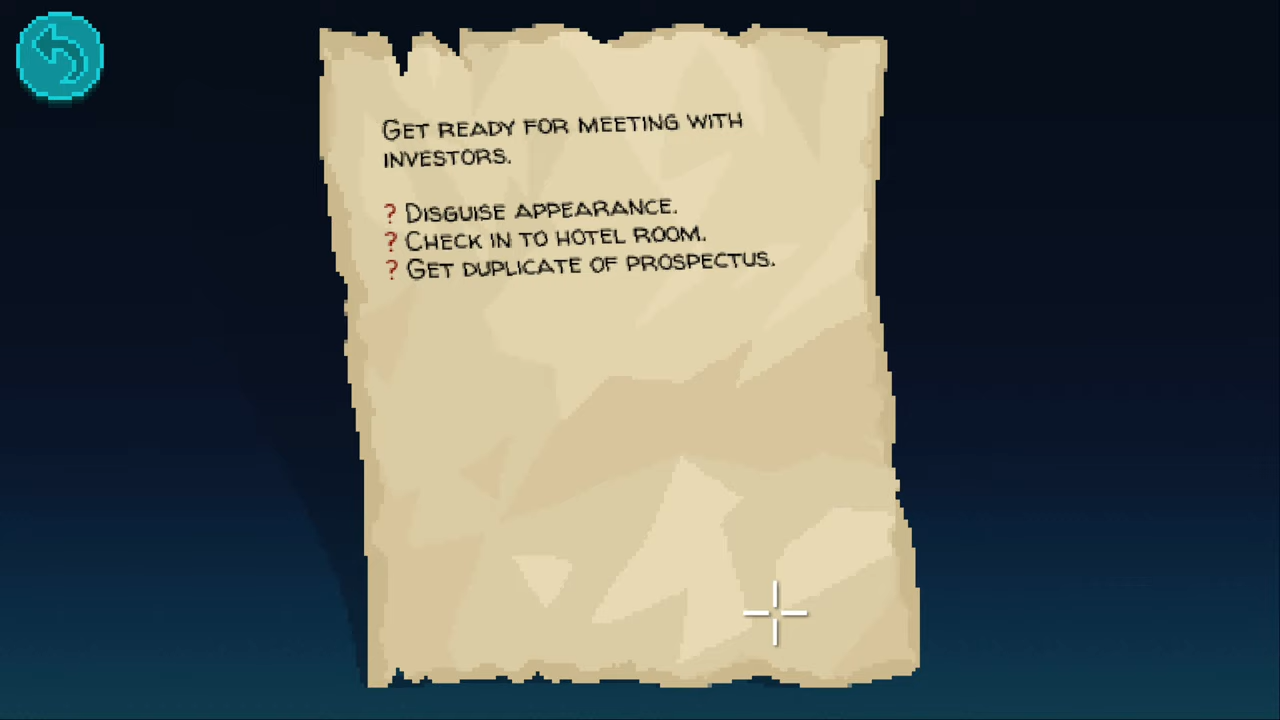 GET READY FOR MEETING WITH
INVESTORS.
? DISGUISE APPEARANCE.
? CHECK IN TO HOTEL ROOM.
? GET DUPLICATE OF PROSPECTUS.